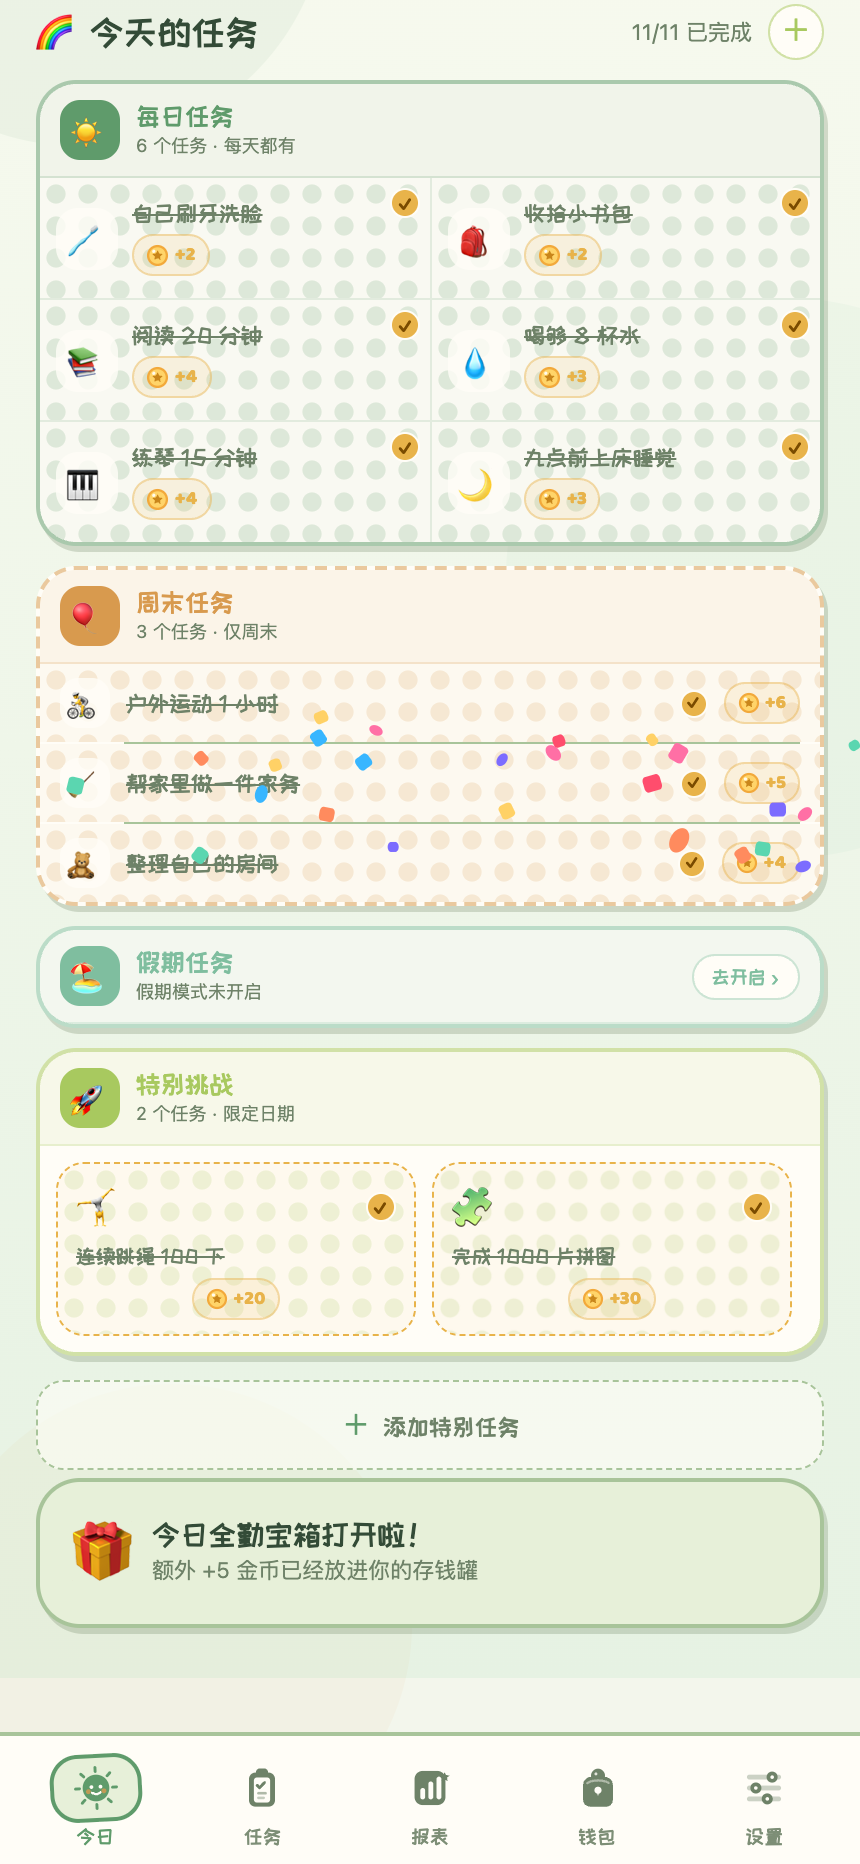 今天的任务
11/11 已完成
每日任务
6 个任务 · 每天都有
自己刷牙洗脸
+2
收拾小书包
+2
阅读 20 分钟
+4
喝够 8 杯水
+3
练琴 15 分钟
+4
九点前上床睡觉
+3
周末任务
3 个任务 · 仅周末
户外运动 1 小时
+6
帮家里做一件家务
+5
整理自己的房间
+4
假期任务
假期模式未开启
去开启 ›
特别挑战
2 个任务 · 限定日期
连续跳绳 100 下
+20
完成 1000 片拼图
+30
+ 添加特别任务
今日全勤宝箱打开啦！
额外 +5 金币已经放进你的存钱罐
今日
任务
报表
钱包
设置